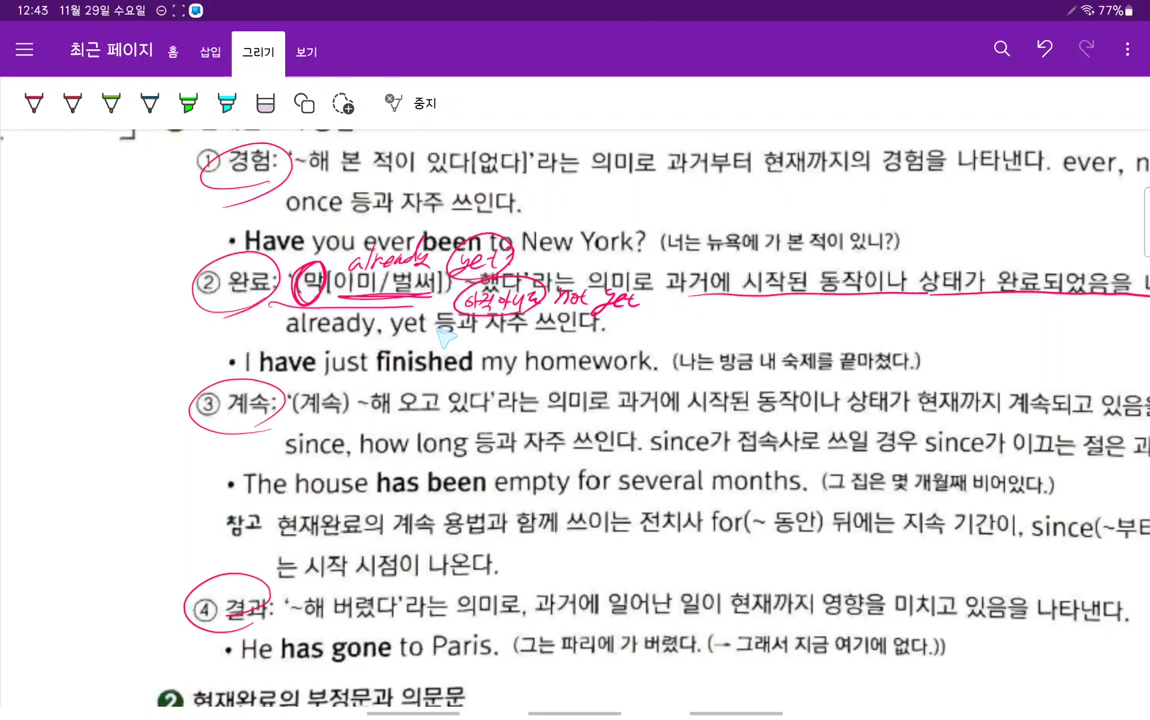 12:43 11월 29일 수요일 77%
최근 페이지 홈 삽입 그리기 보기
중지
① 경험: '~해 본 적이 있다[없다]'라는 의미로 과거부터 현재까지의 경험을 나타낸다. ever, n
once 등과 자주 쓰인다.
• Have you ever been to New York? (너는 뉴욕에 가 본 적이 있니?)
already yet?
② 완료: '(막[이미/벌써]) ~했다'라는 의미로 과거에 시작된 동작이나 상태가 완료되었음을 나
아직 아니로 not yet
already, yet 등과 자주 쓰인다.
• I have just finished my homework. (나는 방금 내 숙제를 끝마쳤다.)
③ 계속: '(계속) ~해 오고 있다'라는 의미로 과거에 시작된 동작이나 상태가 현재까지 계속되고 있음을
since, how long 등과 자주 쓰인다. since가 접속사로 쓰일 경우 since가 이끄는 절은 과
• The house has been empty for several months. (그 집은 몇 개월째 비어있다.)
참고 현재완료의 계속 용법과 함께 쓰이는 전치사 for(~ 동안) 뒤에는 지속 기간이, since(~부터
는 시작 시점이 나온다.
④ 결과: '~해 버렸다'라는 의미로, 과거에 일어난 일이 현재까지 영향을 미치고 있음을 나타낸다.
• He has gone to Paris. (그는 파리에 가 버렸다. (→ 그래서 지금 여기에 없다.))
2 현재완료의 부정문과 의문문